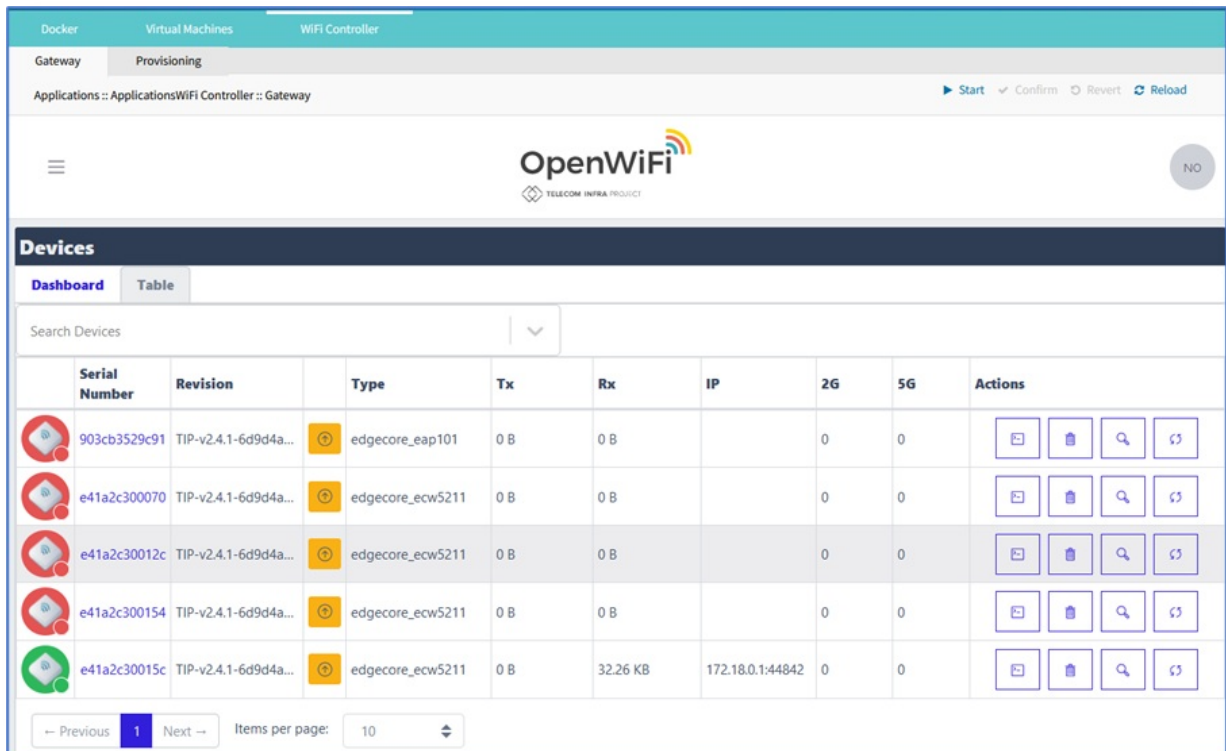 Docker Virtual Machines WiFi Controller
Gateway Provisioning
Applications :: ApplicationsWiFi Controller :: Gateway Start Confirm Revert Reload
OpenWiFi
TELECOM INFRA PROJECT
NO
Devices
Dashboard Table
Search Devices
Serial Number Revision Type Tx Rx IP 2G 5G Actions
903cb3529c91 TIP-v2.4.1-6d9d4a... edgecore_eap101 0 B 0 B 0 0
e41a2c300070 TIP-v2.4.1-6d9d4a... edgecore_ecw5211 0 B 0 B 0 0
e41a2c30012c TIP-v2.4.1-6d9d4a... edgecore_ecw5211 0 B 0 B 0 0
e41a2c300154 TIP-v2.4.1-6d9d4a... edgecore_ecw5211 0 B 0 B 0 0
e41a2c30015c TIP-v2.4.1-6d9d4a... edgecore_ecw5211 0 B 32.26 KB 172.18.0.1:44842 0 0
← Previous 1 Next → Items per page: 10